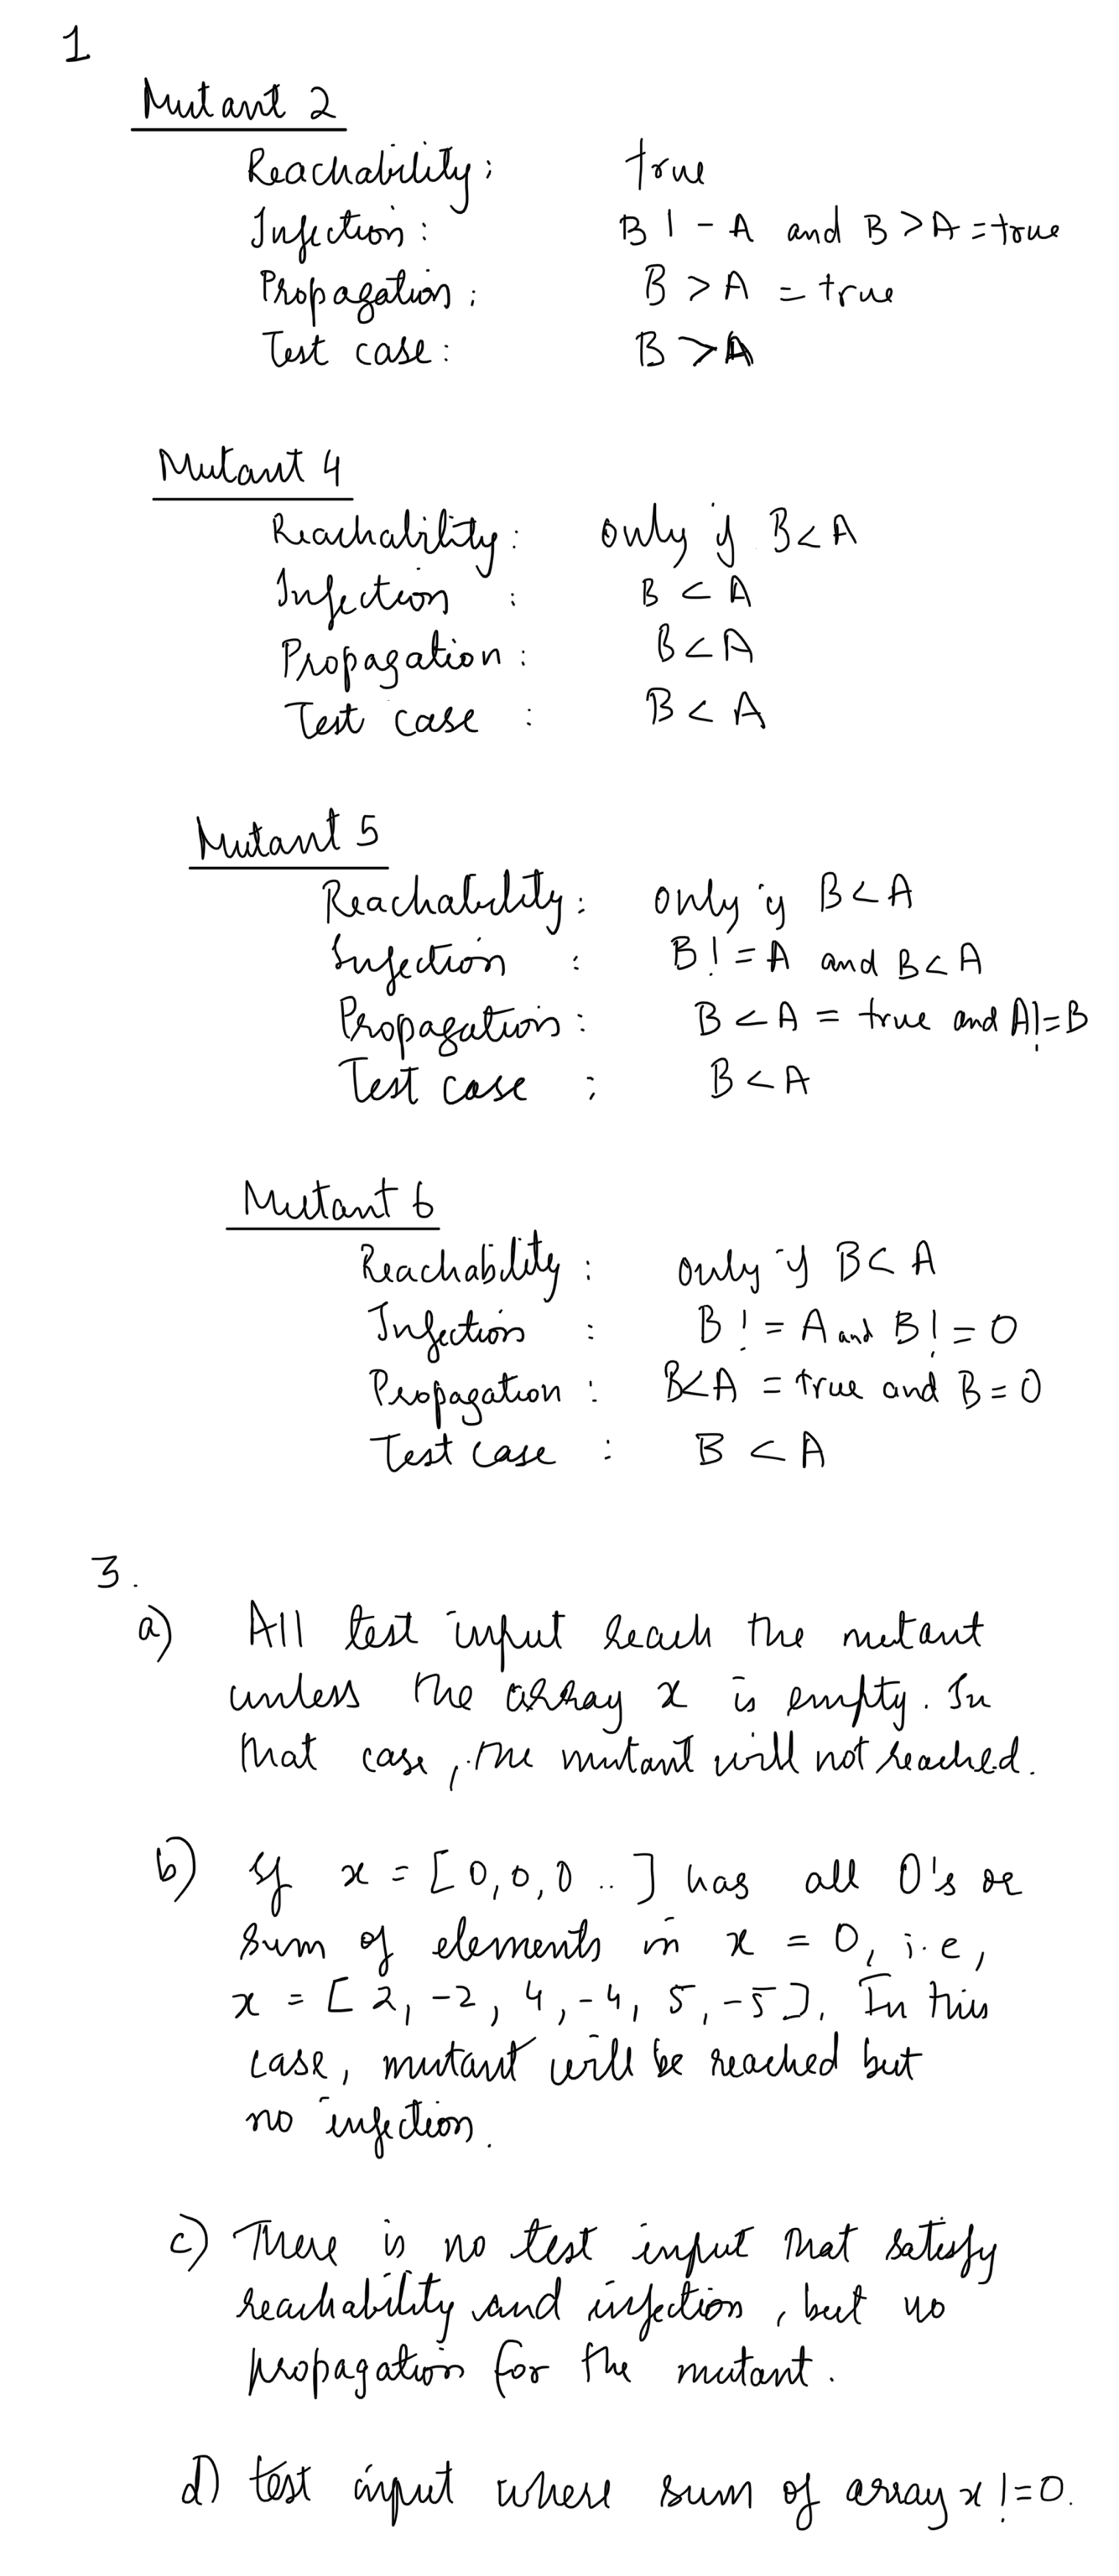 1
Mutant 2
Reachability: true
Infection: B ! - A and B > A = true
Propagation: B > A = true
Test case: B > A
Mutant 4
Reachability: only if B < A
Infection : B < A
Propagation: B < A
Test case : B < A
Mutant 5
Reachability: only if B < A
Infection : B != A and B < A
Propagation: B < A = true and A != B
Test case : B < A
Mutant 6
Reachability: only if B < A
Infection : B != A and B != 0
Propagation: B < A = true and B = 0
Test case : B < A
3.
a) All test input reach the mutant
unless the array x is empty. In
that case, the mutant will not reached.
b) If x = [0, 0, 0 ..] has all 0's or
sum of elements in x = 0, i.e,
x = [2, -2, 4, -4, 5, -5]. In this
case, mutant will be reached but
no infection.
c) There is no test input that satisfy
reachability and infection, but no
propagation for the mutant.
d) test input where sum of array x != 0.